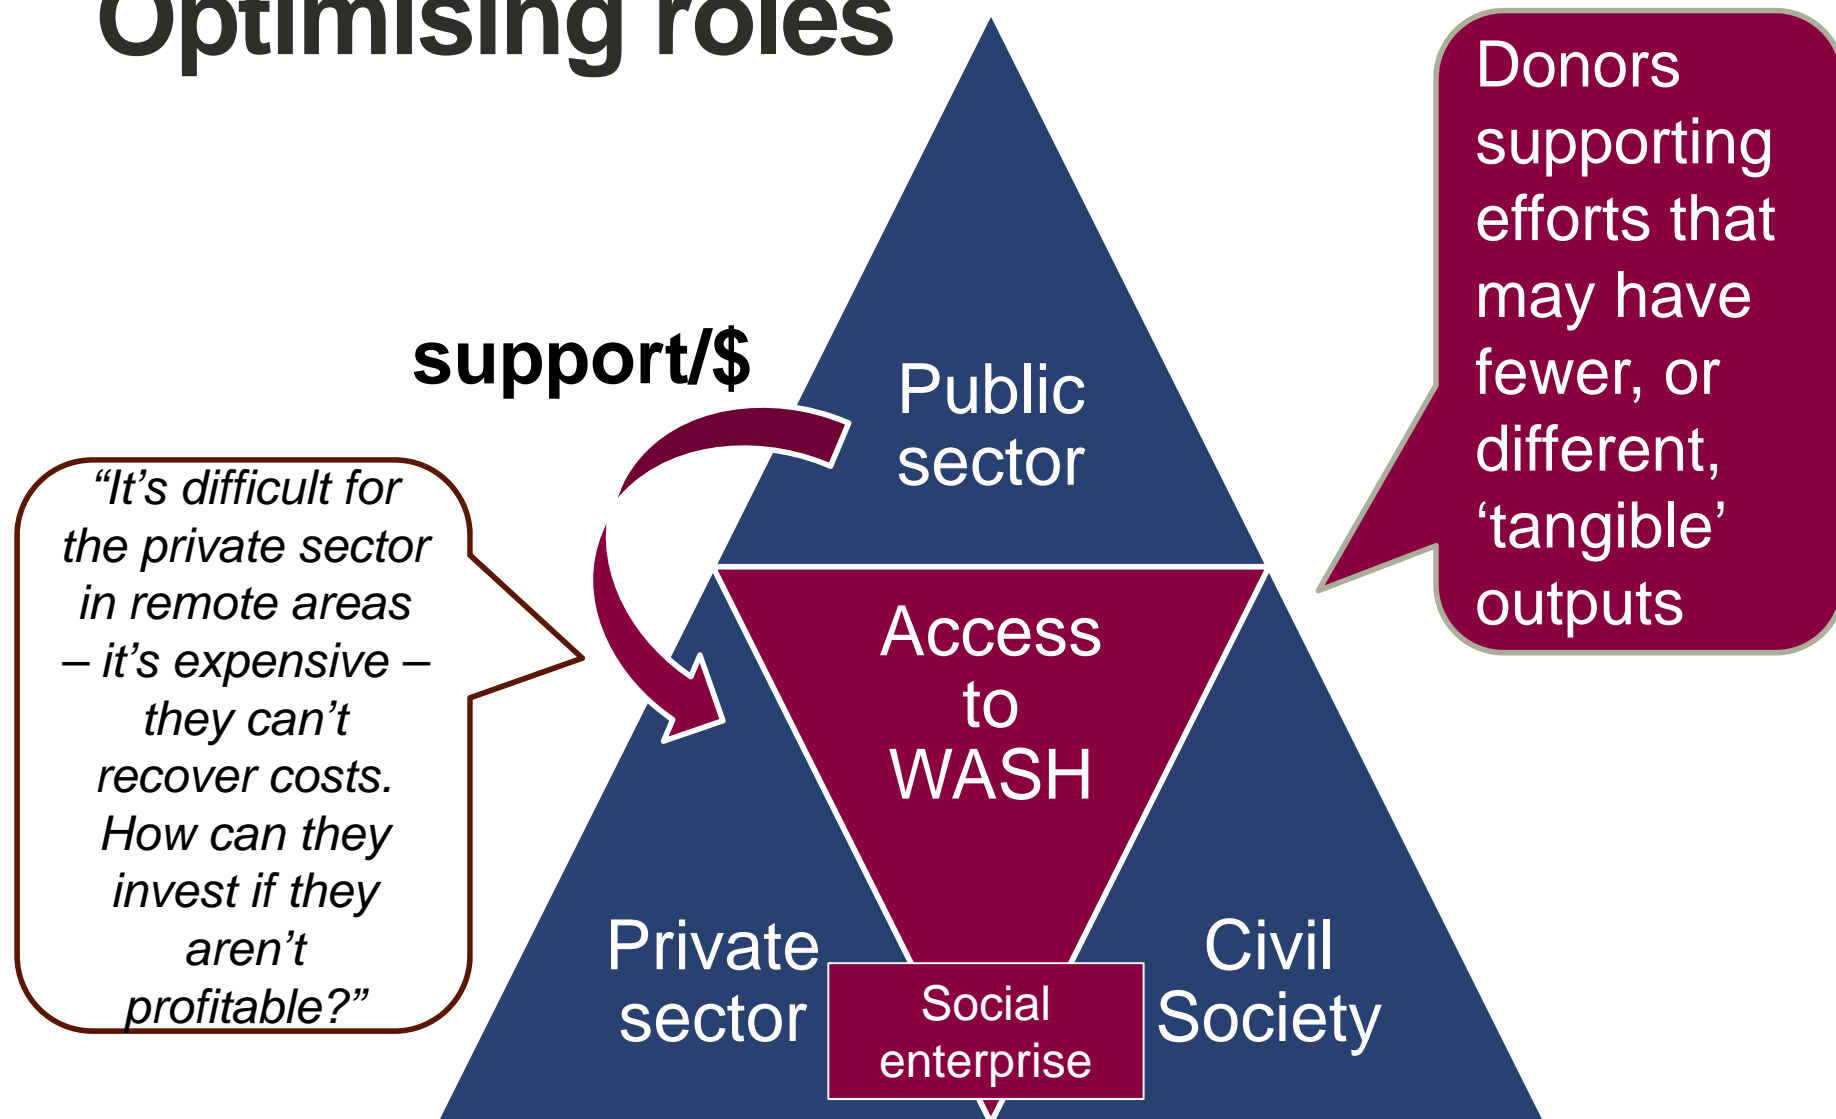 Optimising roles
support/$
Public
sector
Donors
supporting
efforts that
may have
fewer, or
different,
‘tangible’
outputs
“It’s difficult for
the private sector
in remote areas
– it’s expensive –
they can’t
recover costs.
How can they
invest if they
aren’t
profitable?”
Access
to
WASH
Private
sector
Social
enterprise
Civil
Society